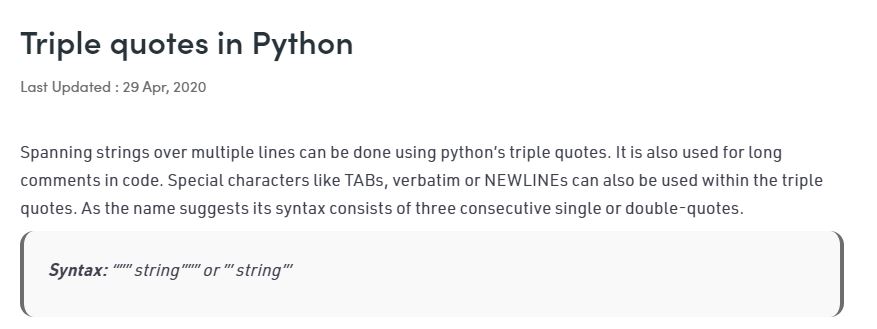 Triple quotes in Python
Last Updated : 29 Apr, 2020
Spanning strings over multiple lines can be done using python’s triple quotes. It is also used for long
comments in code. Special characters like TABs, verbatim or NEWLINEs can also be used within the triple
quotes. As the name suggests its syntax consists of three consecutive single or double-quotes.
Syntax: “”” string””” or ”’ string”’